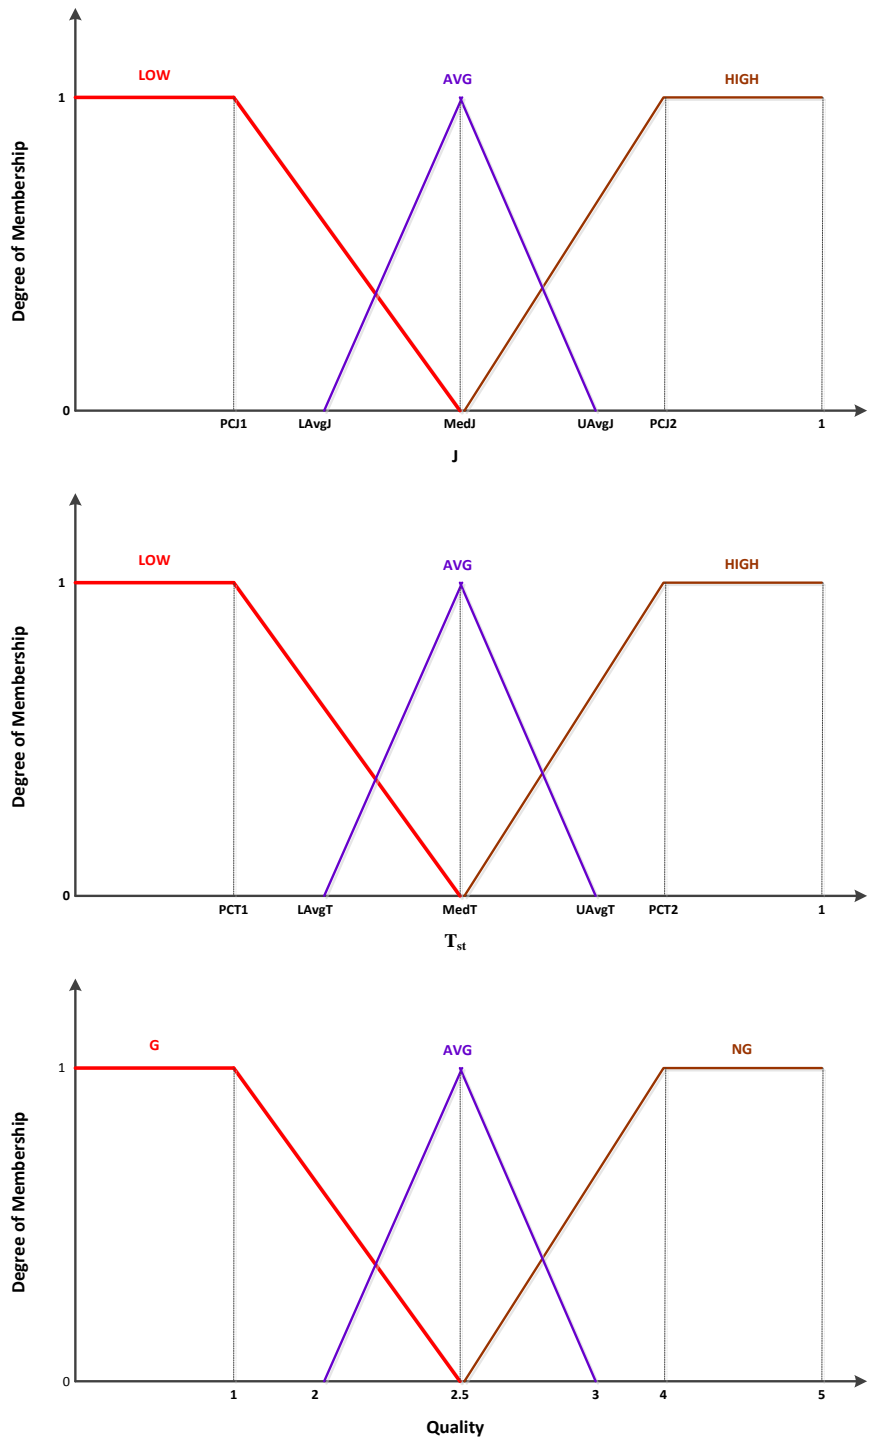 LOW AVG HIGH
1
Degree of Membership
0
PCJ1 LAvgJ MedJ UAvgJ PCJ2 1
J
LOW AVG HIGH
1
Degree of Membership
0
PCT1 LAvgT MedT UAvgT PCT2 1
Tst
G AVG NG
1
Degree of Membership
0
1 2 2.5 3 4 5
Quality